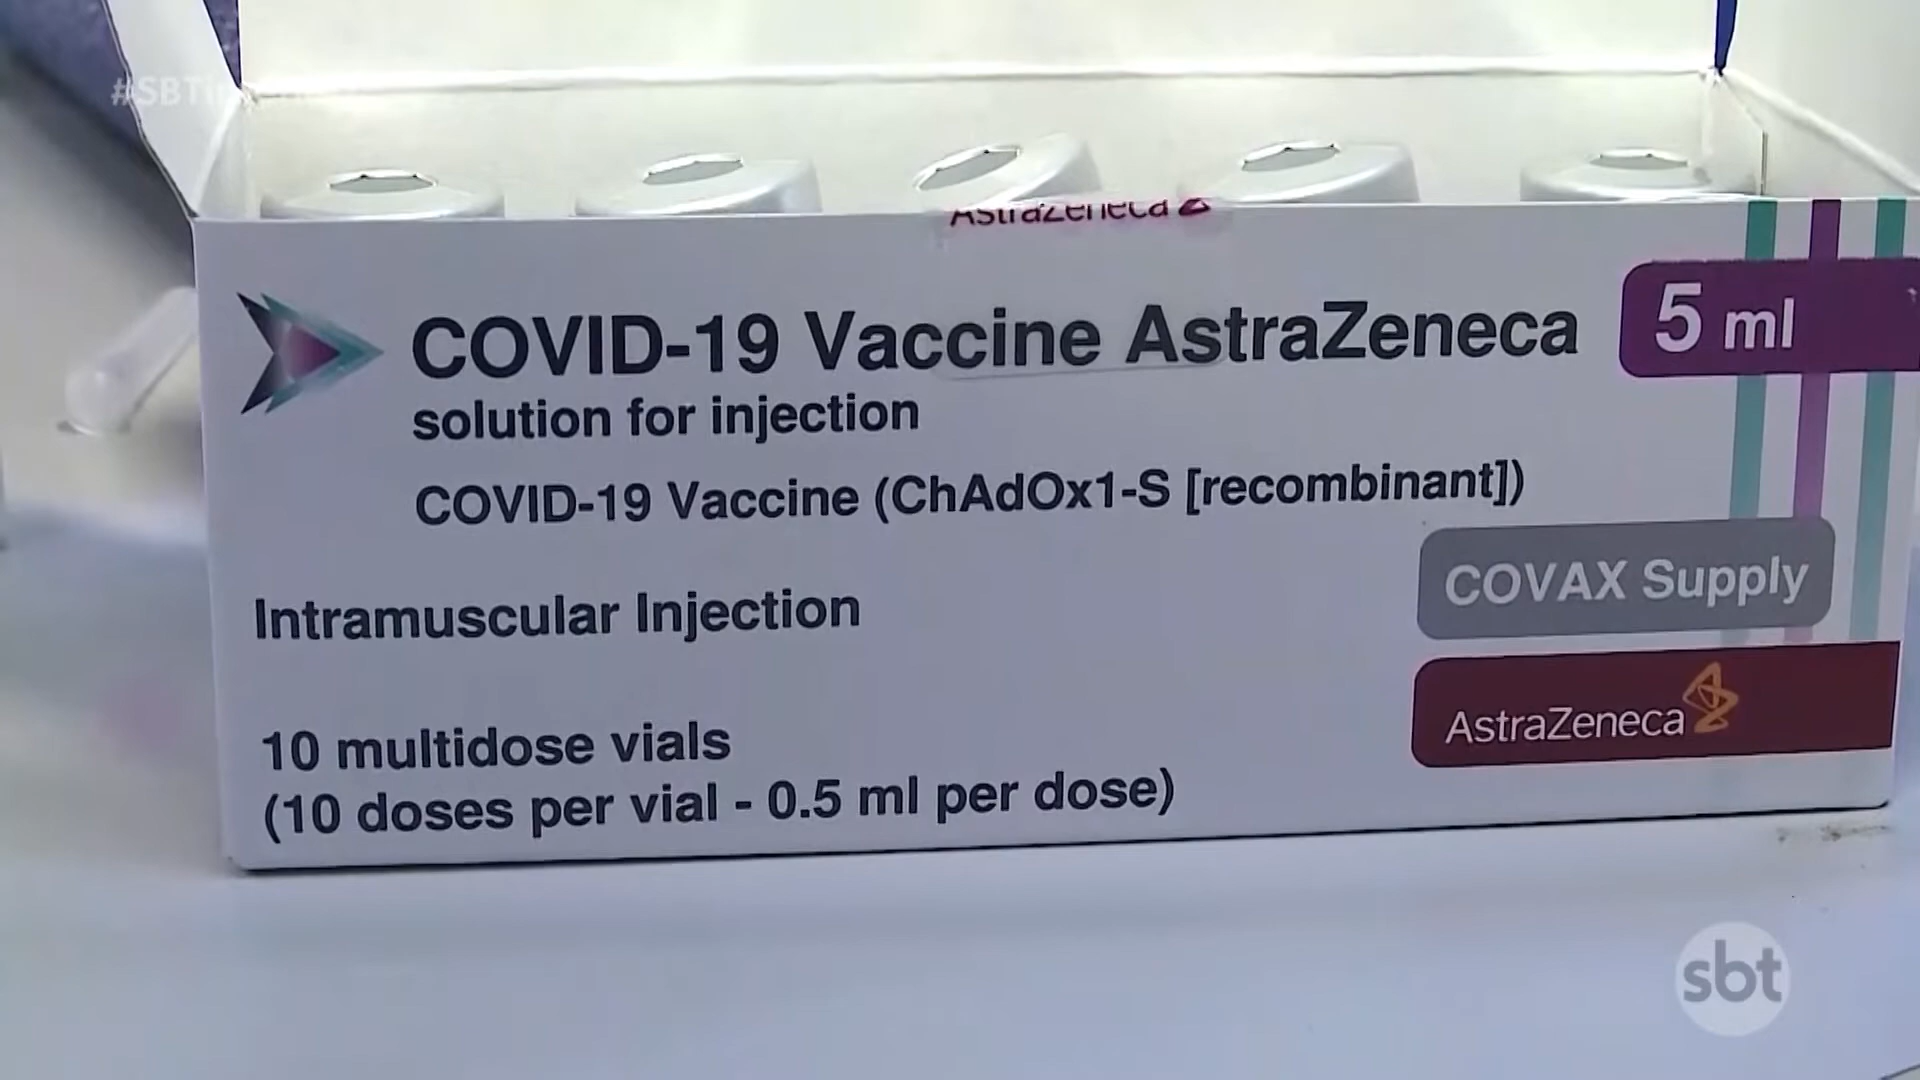 AstraZeneca
COVID-19 Vaccine AstraZeneca
5 ml
solution for injection
COVID-19 Vaccine (ChAdOx1-S [recombinant])
COVAX Supply
Intramuscular Injection
AstraZeneca
10 multidose vials
(10 doses per vial - 0.5 ml per dose)
sbt